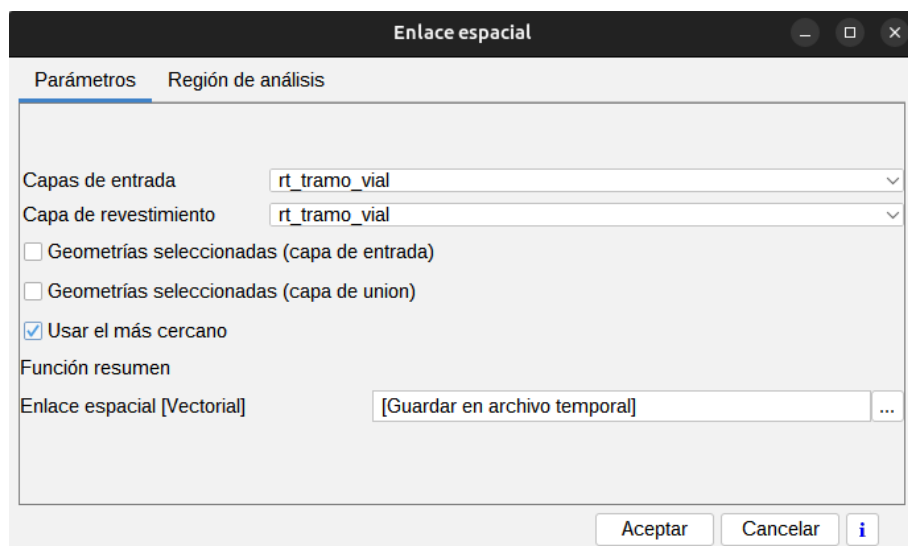 Enlace espacial
Parámetros Región de análisis
Capas de entrada rt_tramo_vial
Capa de revestimiento rt_tramo_vial
Geometrías seleccionadas (capa de entrada)
Geometrías seleccionadas (capa de union)
Usar el más cercano
Función resumen
Enlace espacial [Vectorial] [Guardar en archivo temporal] ...
Aceptar Cancelar i